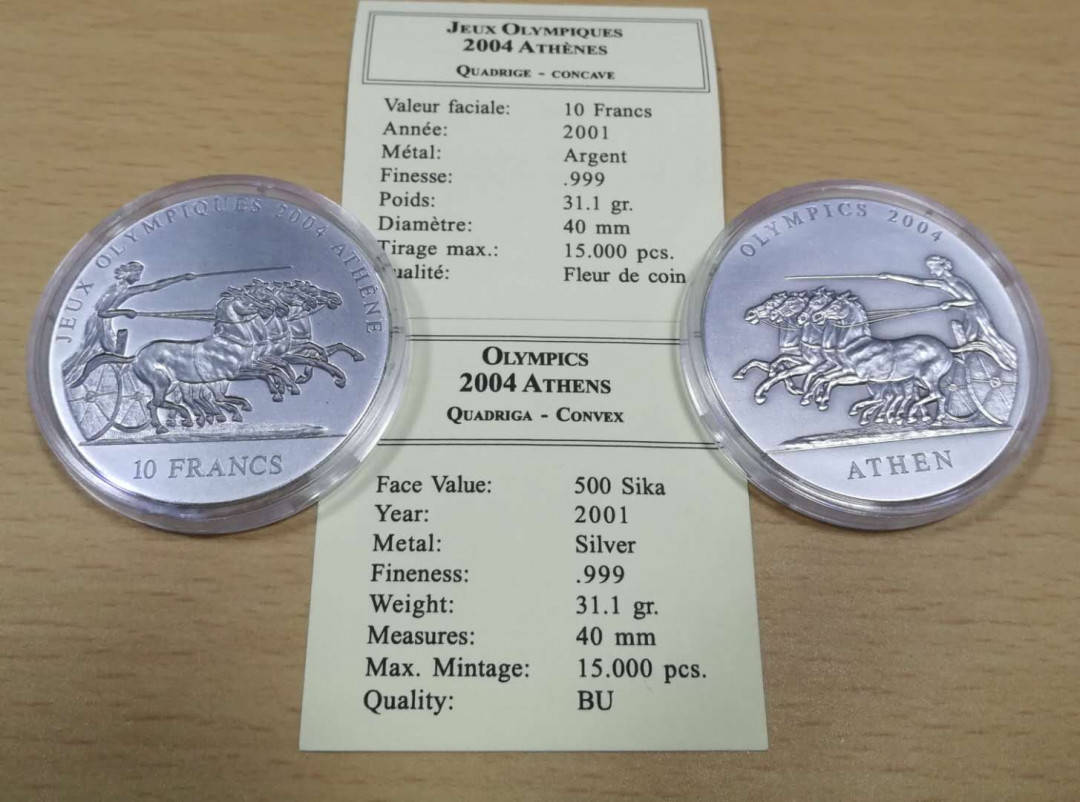 JEUX OLYMPIQUES
2004 ATHÈNES
QUADRIGE - CONCAVE
Valeur faciale: 10 Francs
Année: 2001
Métal: Argent
Finesse: .999
Poids: 31.1 gr.
Diamètre: 40 mm
Tirage max.: 15.000 pcs.
ualité: Fleur de coin
JEUX OLYMPIQUES 2004 ATHÈNE
10 FRANCS
OLYMPICS 2004
ATHEN
OLYMPICS
2004 ATHENS
QUADRIGA - CONVEX
Face Value: 500 Sika
Year: 2001
Metal: Silver
Fineness: .999
Weight: 31.1 gr.
Measures: 40 mm
Max. Mintage: 15.000 pcs.
Quality: BU